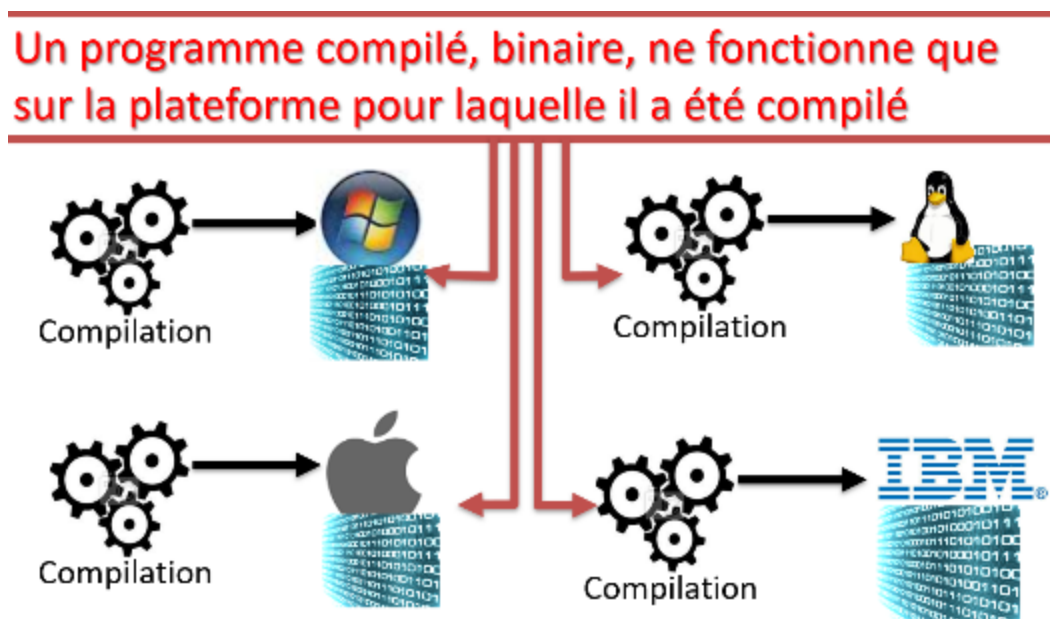 Un programme compilé, binaire, ne fonctionne que
sur la plateforme pour laquelle il a été compilé
Compilation
Compilation
IBM®
Compilation
Compilation